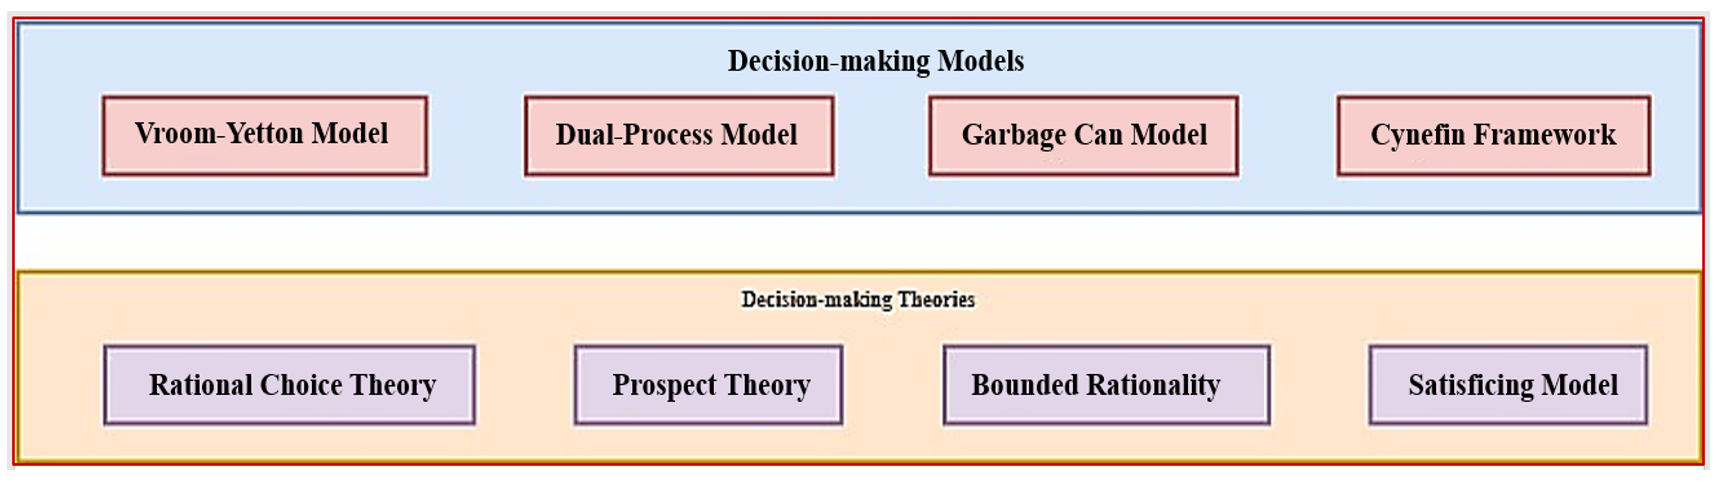 Decision-making Models
Vroom-Yetton Model
Dual-Process Model
Garbage Can Model
Cynefin Framework
Decision-making Theories
Rational Choice Theory
Prospect Theory
Bounded Rationality
Satisficing Model